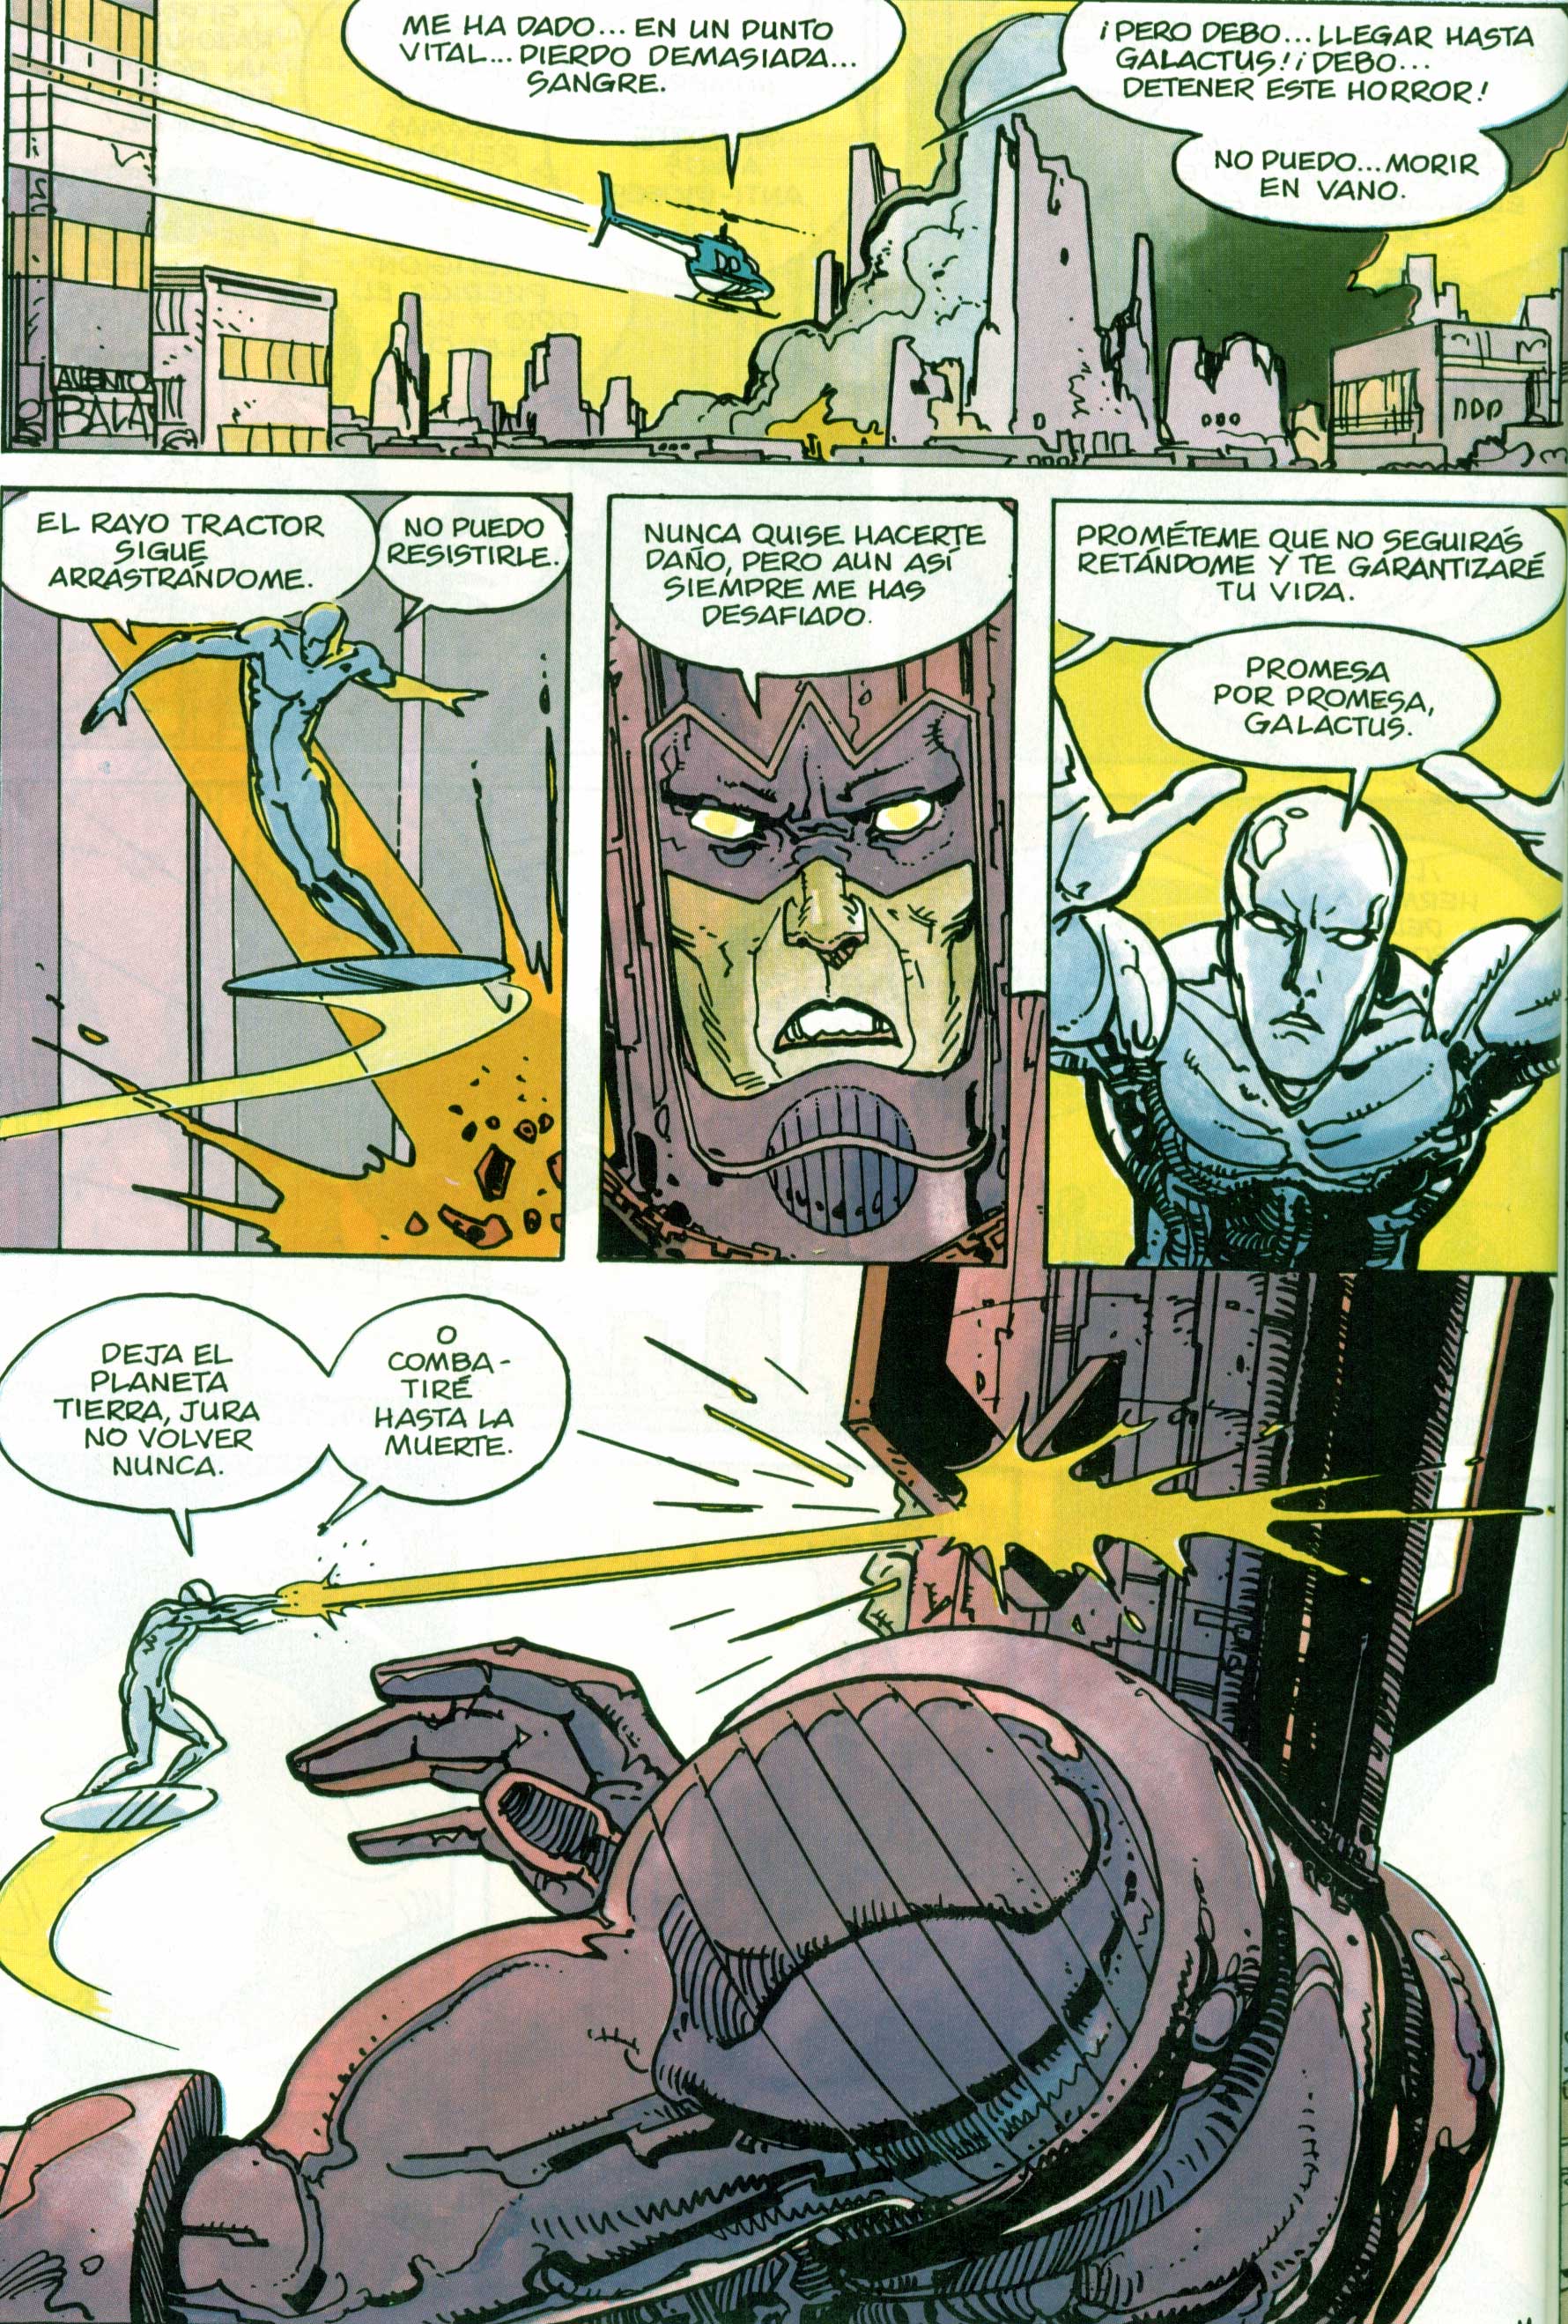 ME HA DADO... EN UN PUNTO
VITAL... PIERDO DEMASIADA...
SANGRE.
¡PERO DEBO... LLEGAR HASTA
GALACTUS! ¡DEBO...
DETENER ESTE HORROR!
NO PUEDO... MORIR
EN VANO.
BALA
EL RAYO TRACTOR
SIGUE
ARRASTRÁNDOME.
NO PUEDO
RESISTIRLE.
NUNCA QUISE HACERTE
DAÑO, PERO AUN ASÍ
SIEMPRE ME HAS
DESAFIADO.
PROMÉTEME QUE NO SEGUIRÁS
RETÁNDOME Y TE GARANTIZARÉ
TU VIDA.
PROMESA
POR PROMESA,
GALACTUS.
DEJA EL
PLANETA
TIERRA, JURA
NO VOLVER
NUNCA.
O
COMBA-
TIRÉ
HASTA LA
MUERTE.